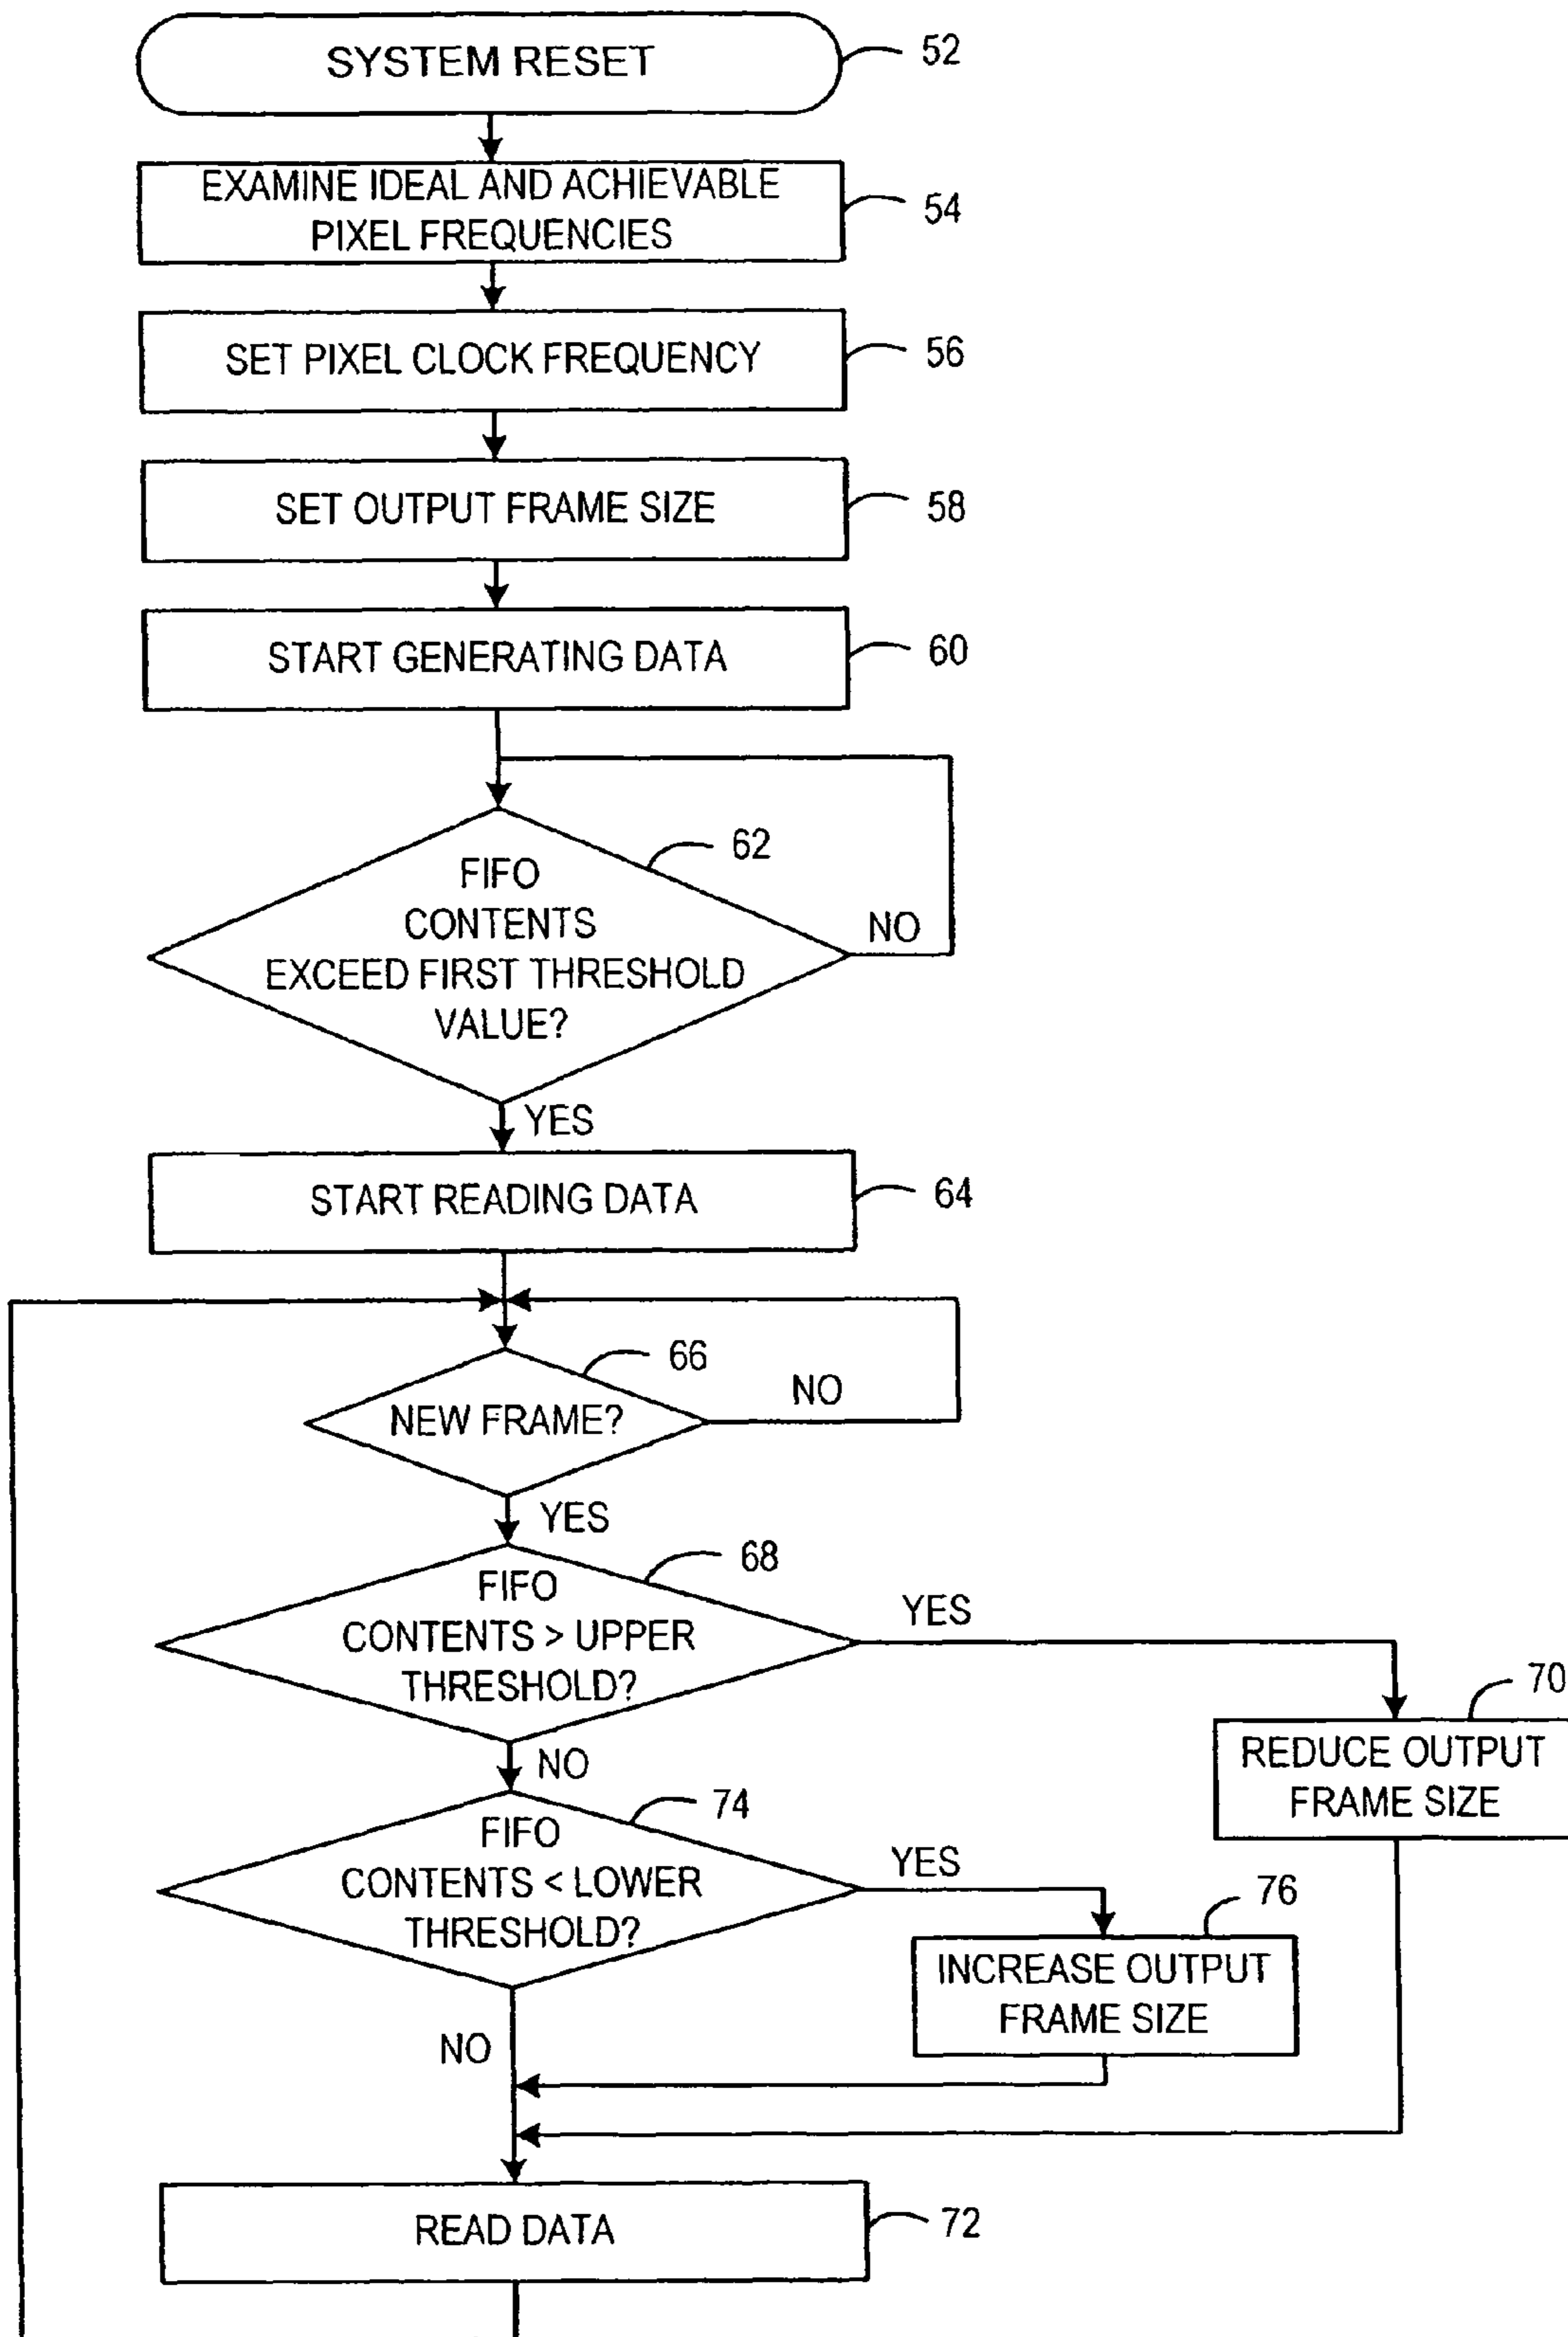 SYSTEM RESET
52
EXAMINE IDEAL AND ACHIEVABLE
PIXEL FREQUENCIES
54
SET PIXEL CLOCK FREQUENCY
56
SET OUTPUT FRAME SIZE
58
START GENERATING DATA
60
62
FIFO
CONTENTS
EXCEED FIRST THRESHOLD
VALUE?
NO
YES
START READING DATA
64
66
NEW FRAME?
NO
YES
68
FIFO
CONTENTS > UPPER
THRESHOLD?
YES
70
REDUCE OUTPUT
FRAME SIZE
NO
74
FIFO
CONTENTS < LOWER
THRESHOLD?
YES
76
INCREASE OUTPUT
FRAME SIZE
NO
READ DATA
72